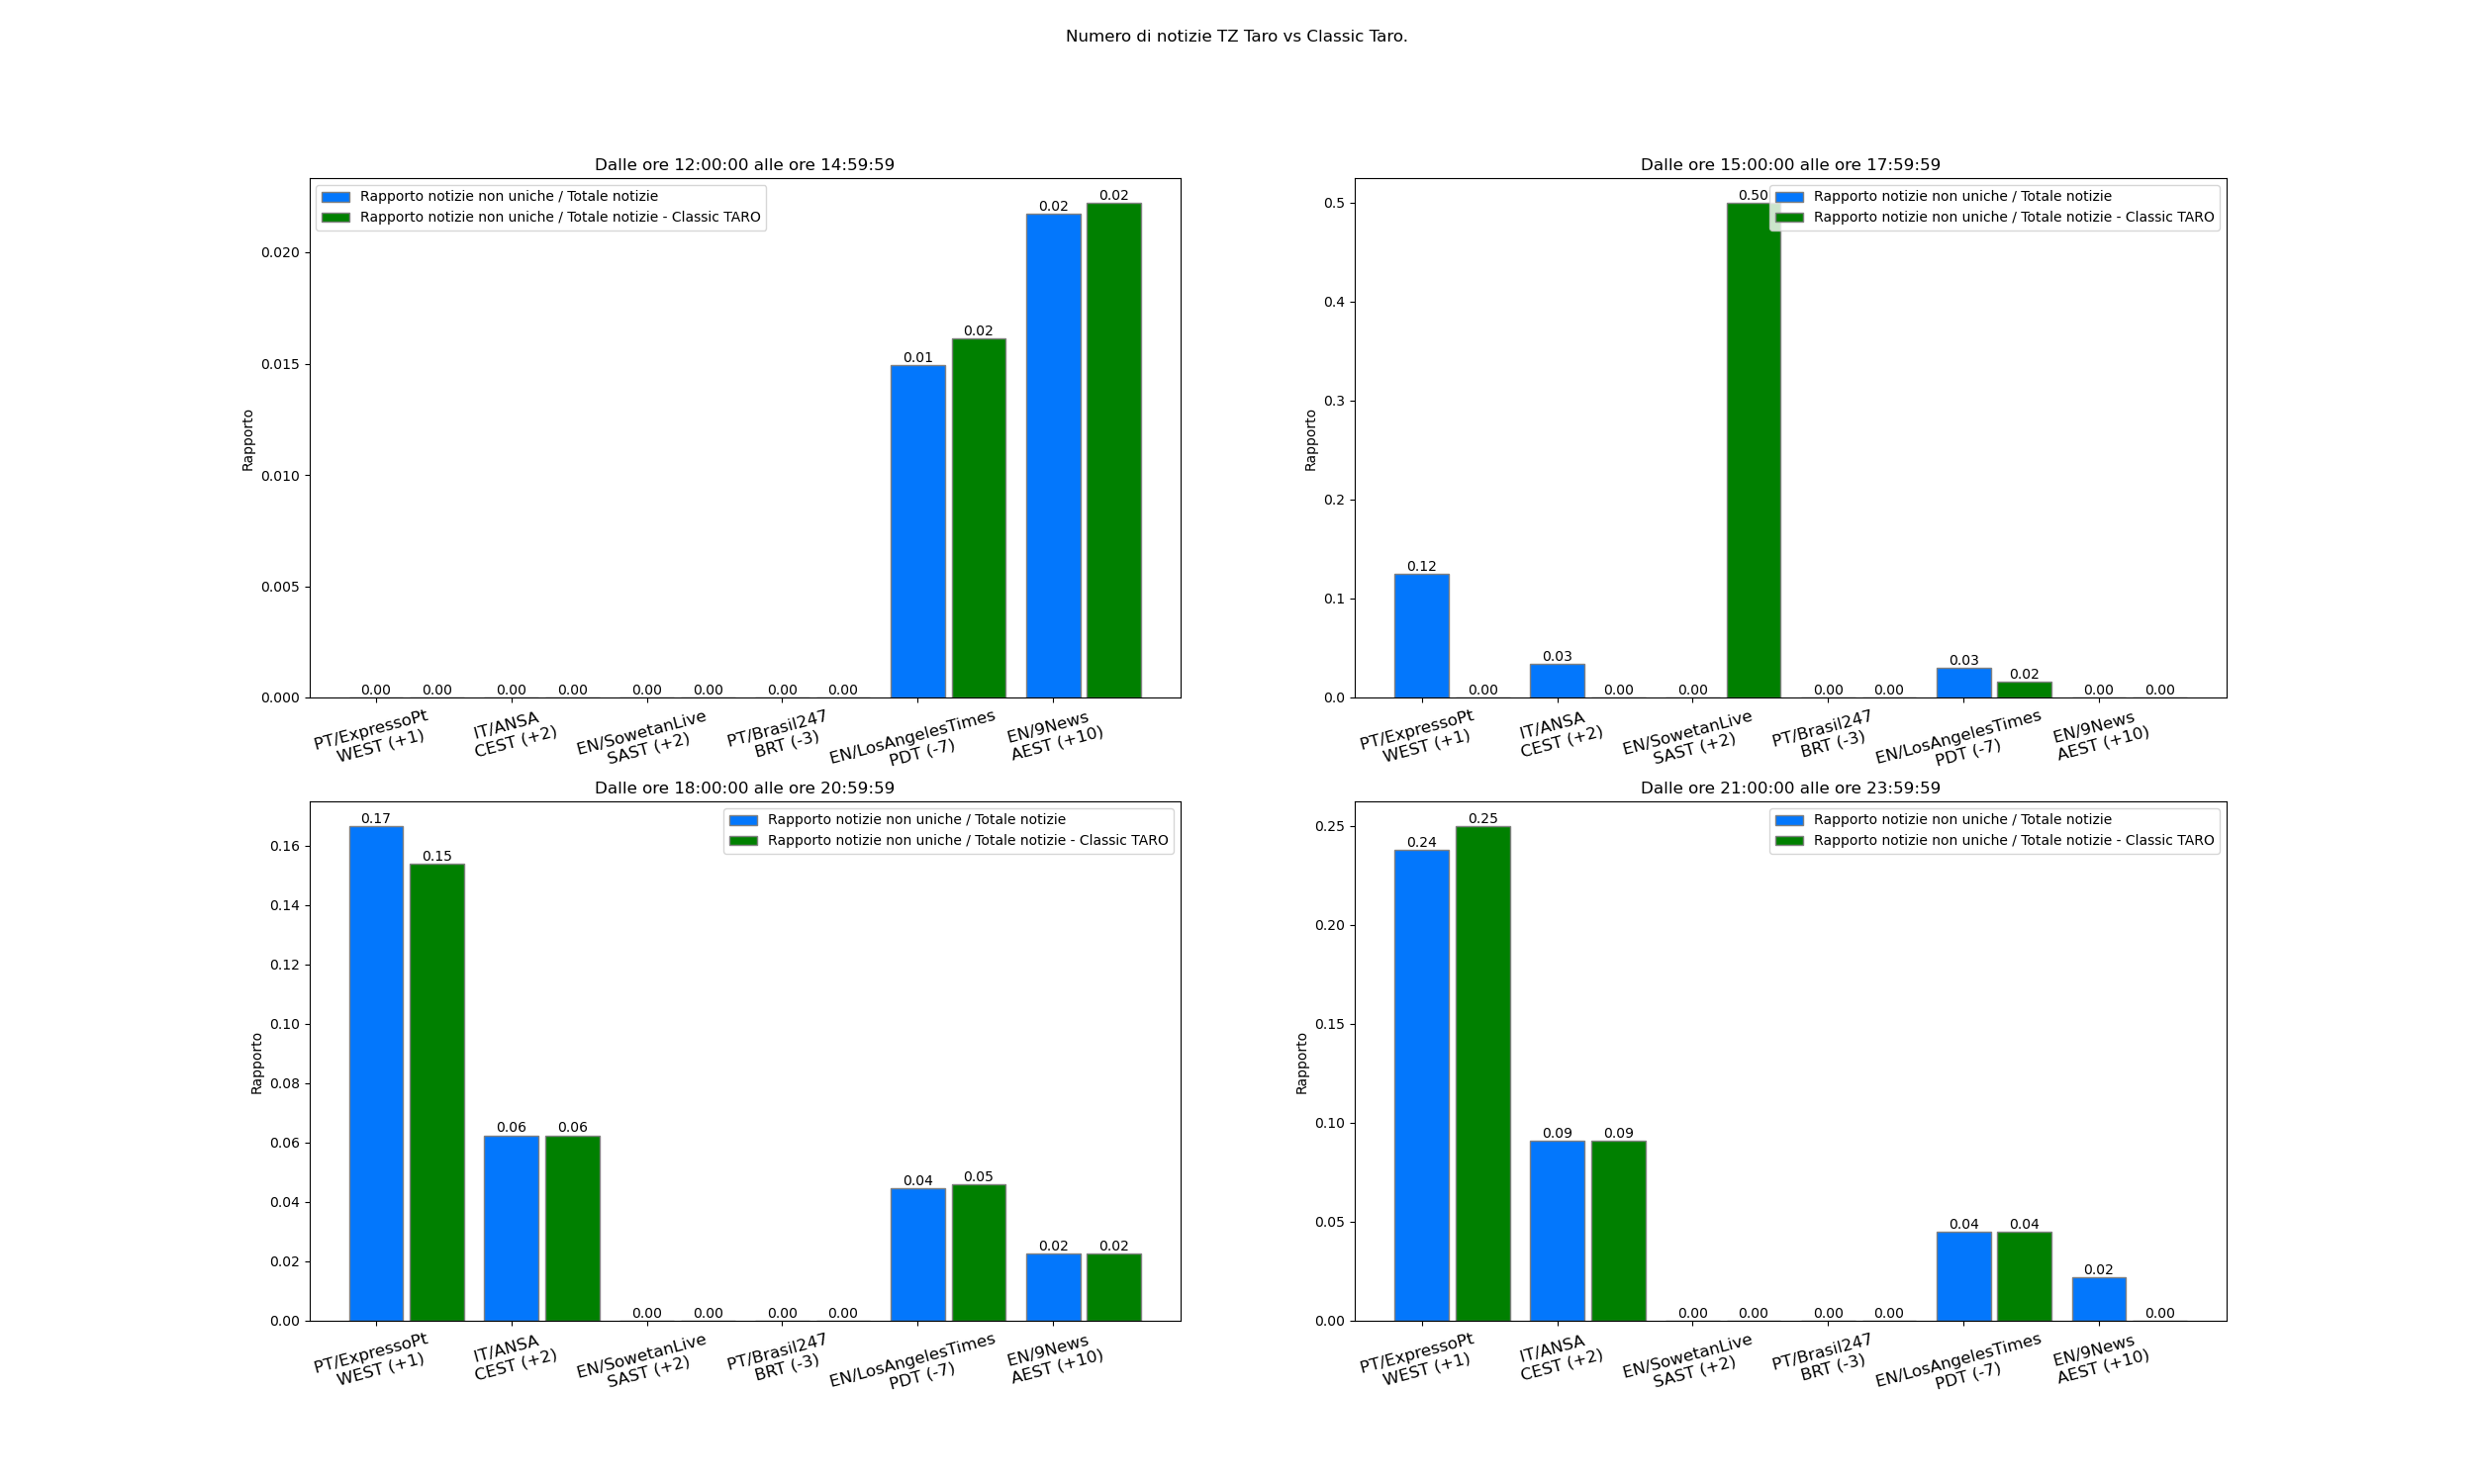 Numero di notizie TZ Taro vs Classic Taro.
Dalle ore 12:00:00 alle ore 14:59:59
Rapporto notizie non uniche / Totale notizie
Rapporto notizie non uniche / Totale notizie - Classic TARO
Rapporto
0.020
0.015
0.010
0.005
0.000
0.00 0.00 0.00 0.00 0.00 0.00 0.00 0.00 0.01 0.02 0.02 0.02
PT/ExpressoPt
WEST (+1)
IT/ANSA
CEST (+2)
EN/SowetanLive
SAST (+2)
PT/Brasil247
BRT (-3)
EN/LosAngelesTimes
PDT (-7)
EN/9News
AEST (+10)
Dalle ore 15:00:00 alle ore 17:59:59
Rapporto notizie non uniche / Totale notizie
Rapporto notizie non uniche / Totale notizie - Classic TARO
Rapporto
0.5
0.4
0.3
0.2
0.1
0.0
0.12 0.00 0.03 0.00 0.00 0.50 0.00 0.00 0.03 0.02 0.00 0.00
PT/ExpressoPt
WEST (+1)
IT/ANSA
CEST (+2)
EN/SowetanLive
SAST (+2)
PT/Brasil247
BRT (-3)
EN/LosAngelesTimes
PDT (-7)
EN/9News
AEST (+10)
Dalle ore 18:00:00 alle ore 20:59:59
Rapporto notizie non uniche / Totale notizie
Rapporto notizie non uniche / Totale notizie - Classic TARO
Rapporto
0.16
0.14
0.12
0.10
0.08
0.06
0.04
0.02
0.00
0.17 0.15 0.06 0.06 0.00 0.00 0.00 0.00 0.04 0.05 0.02 0.02
PT/ExpressoPt
WEST (+1)
IT/ANSA
CEST (+2)
EN/SowetanLive
SAST (+2)
PT/Brasil247
BRT (-3)
EN/LosAngelesTimes
PDT (-7)
EN/9News
AEST (+10)
Dalle ore 21:00:00 alle ore 23:59:59
Rapporto notizie non uniche / Totale notizie
Rapporto notizie non uniche / Totale notizie - Classic TARO
Rapporto
0.25
0.20
0.15
0.10
0.05
0.00
0.24 0.25 0.09 0.09 0.00 0.00 0.00 0.00 0.04 0.04 0.02 0.00
PT/ExpressoPt
WEST (+1)
IT/ANSA
CEST (+2)
EN/SowetanLive
SAST (+2)
PT/Brasil247
BRT (-3)
EN/LosAngelesTimes
PDT (-7)
EN/9News
AEST (+10)